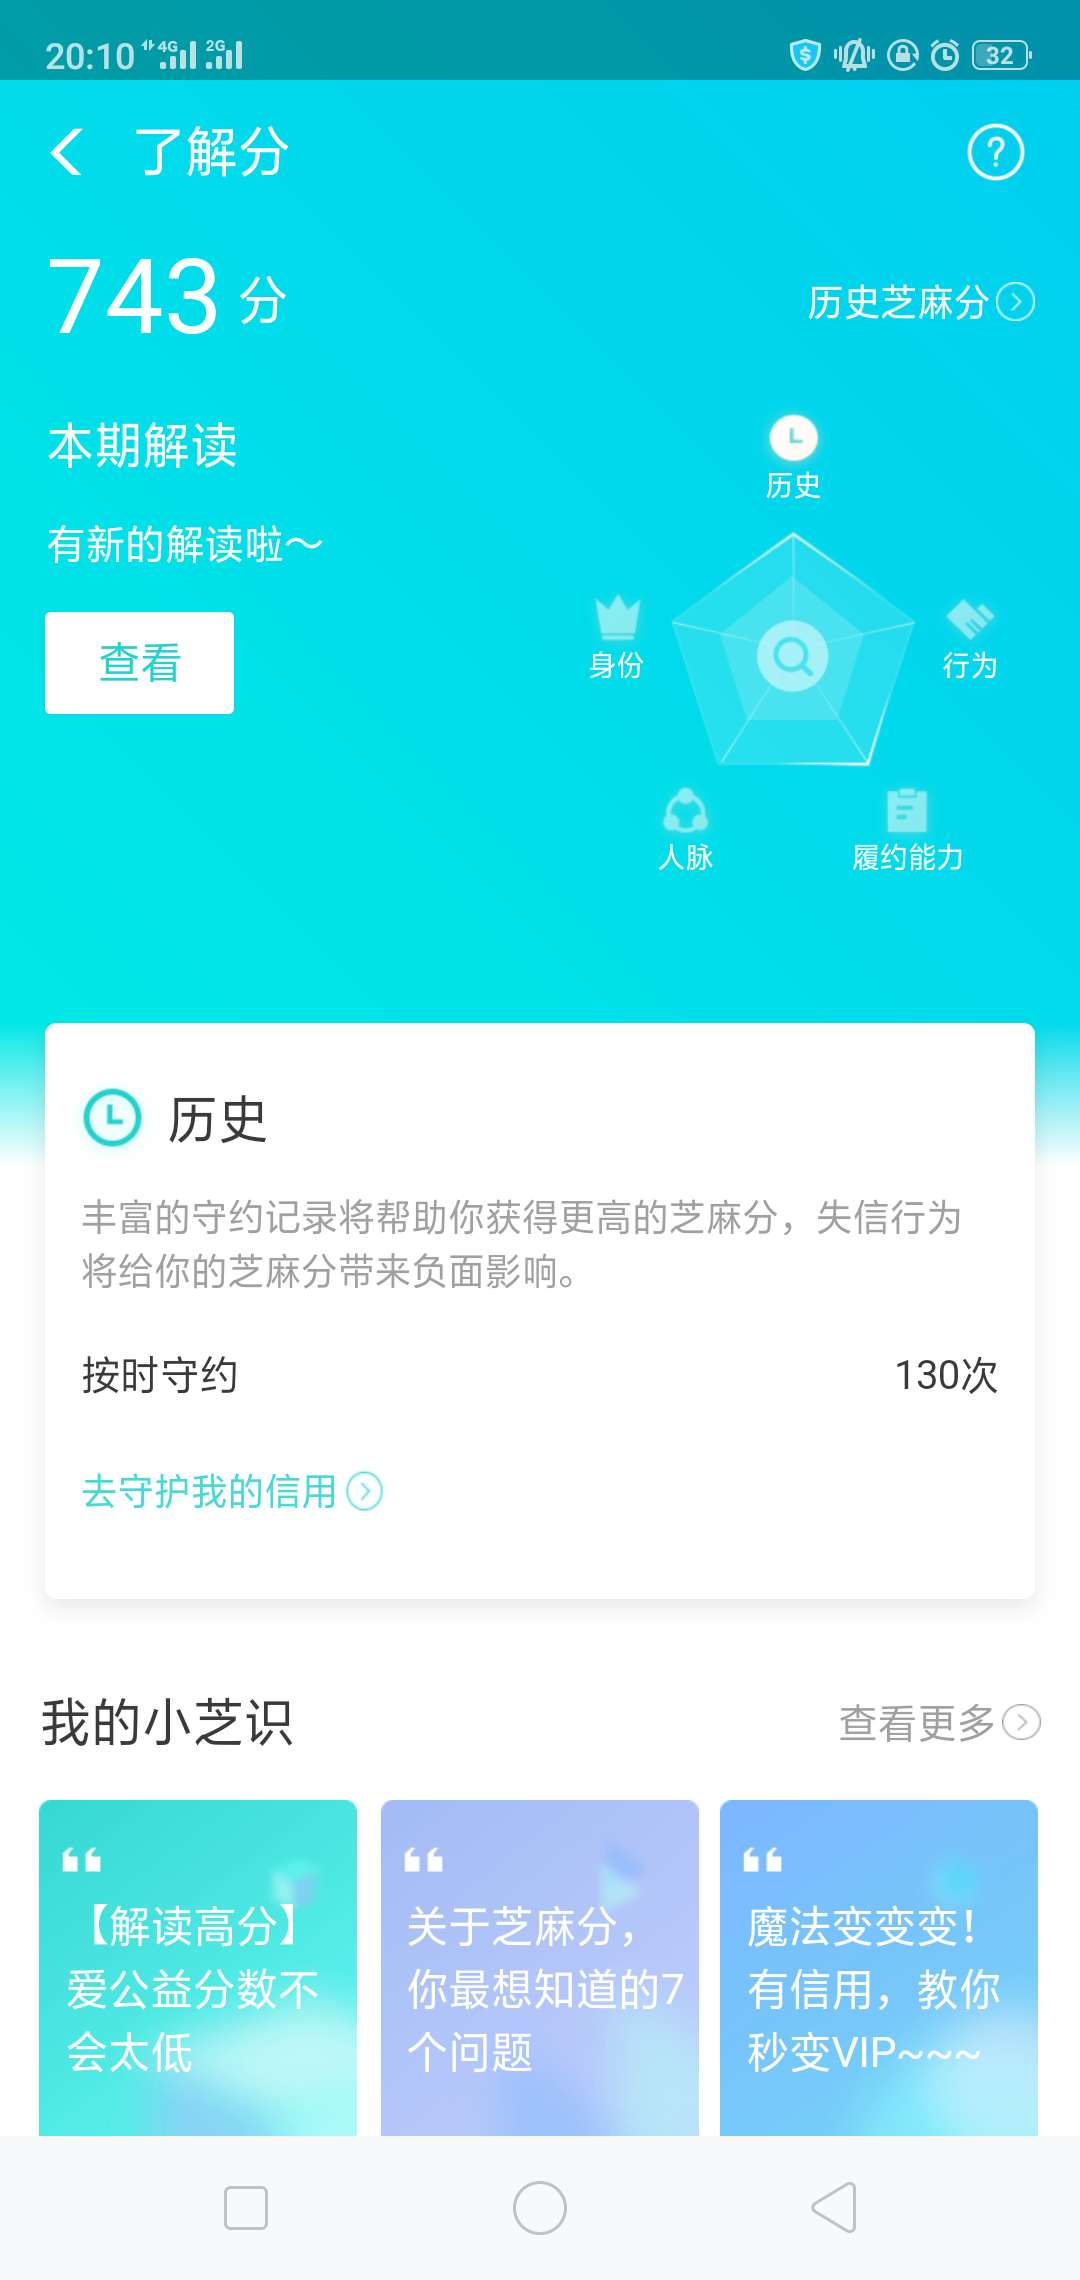 20:10 4G 2G 32
了解分
743 分
历史芝麻分
本期解读
有新的解读啦～
查看
历史
身份
行为
人脉
履约能力
历史
丰富的守约记录将帮助你获得更高的芝麻分，失信行为
将给你的芝麻分带来负面影响。
按时守约 130次
去守护我的信用
我的小芝识
查看更多
【解读高分】
爱公益分数不
会太低
关于芝麻分，
你最想知道的7
个问题
魔法变变变！
有信用，教你
秒变VIP~~~